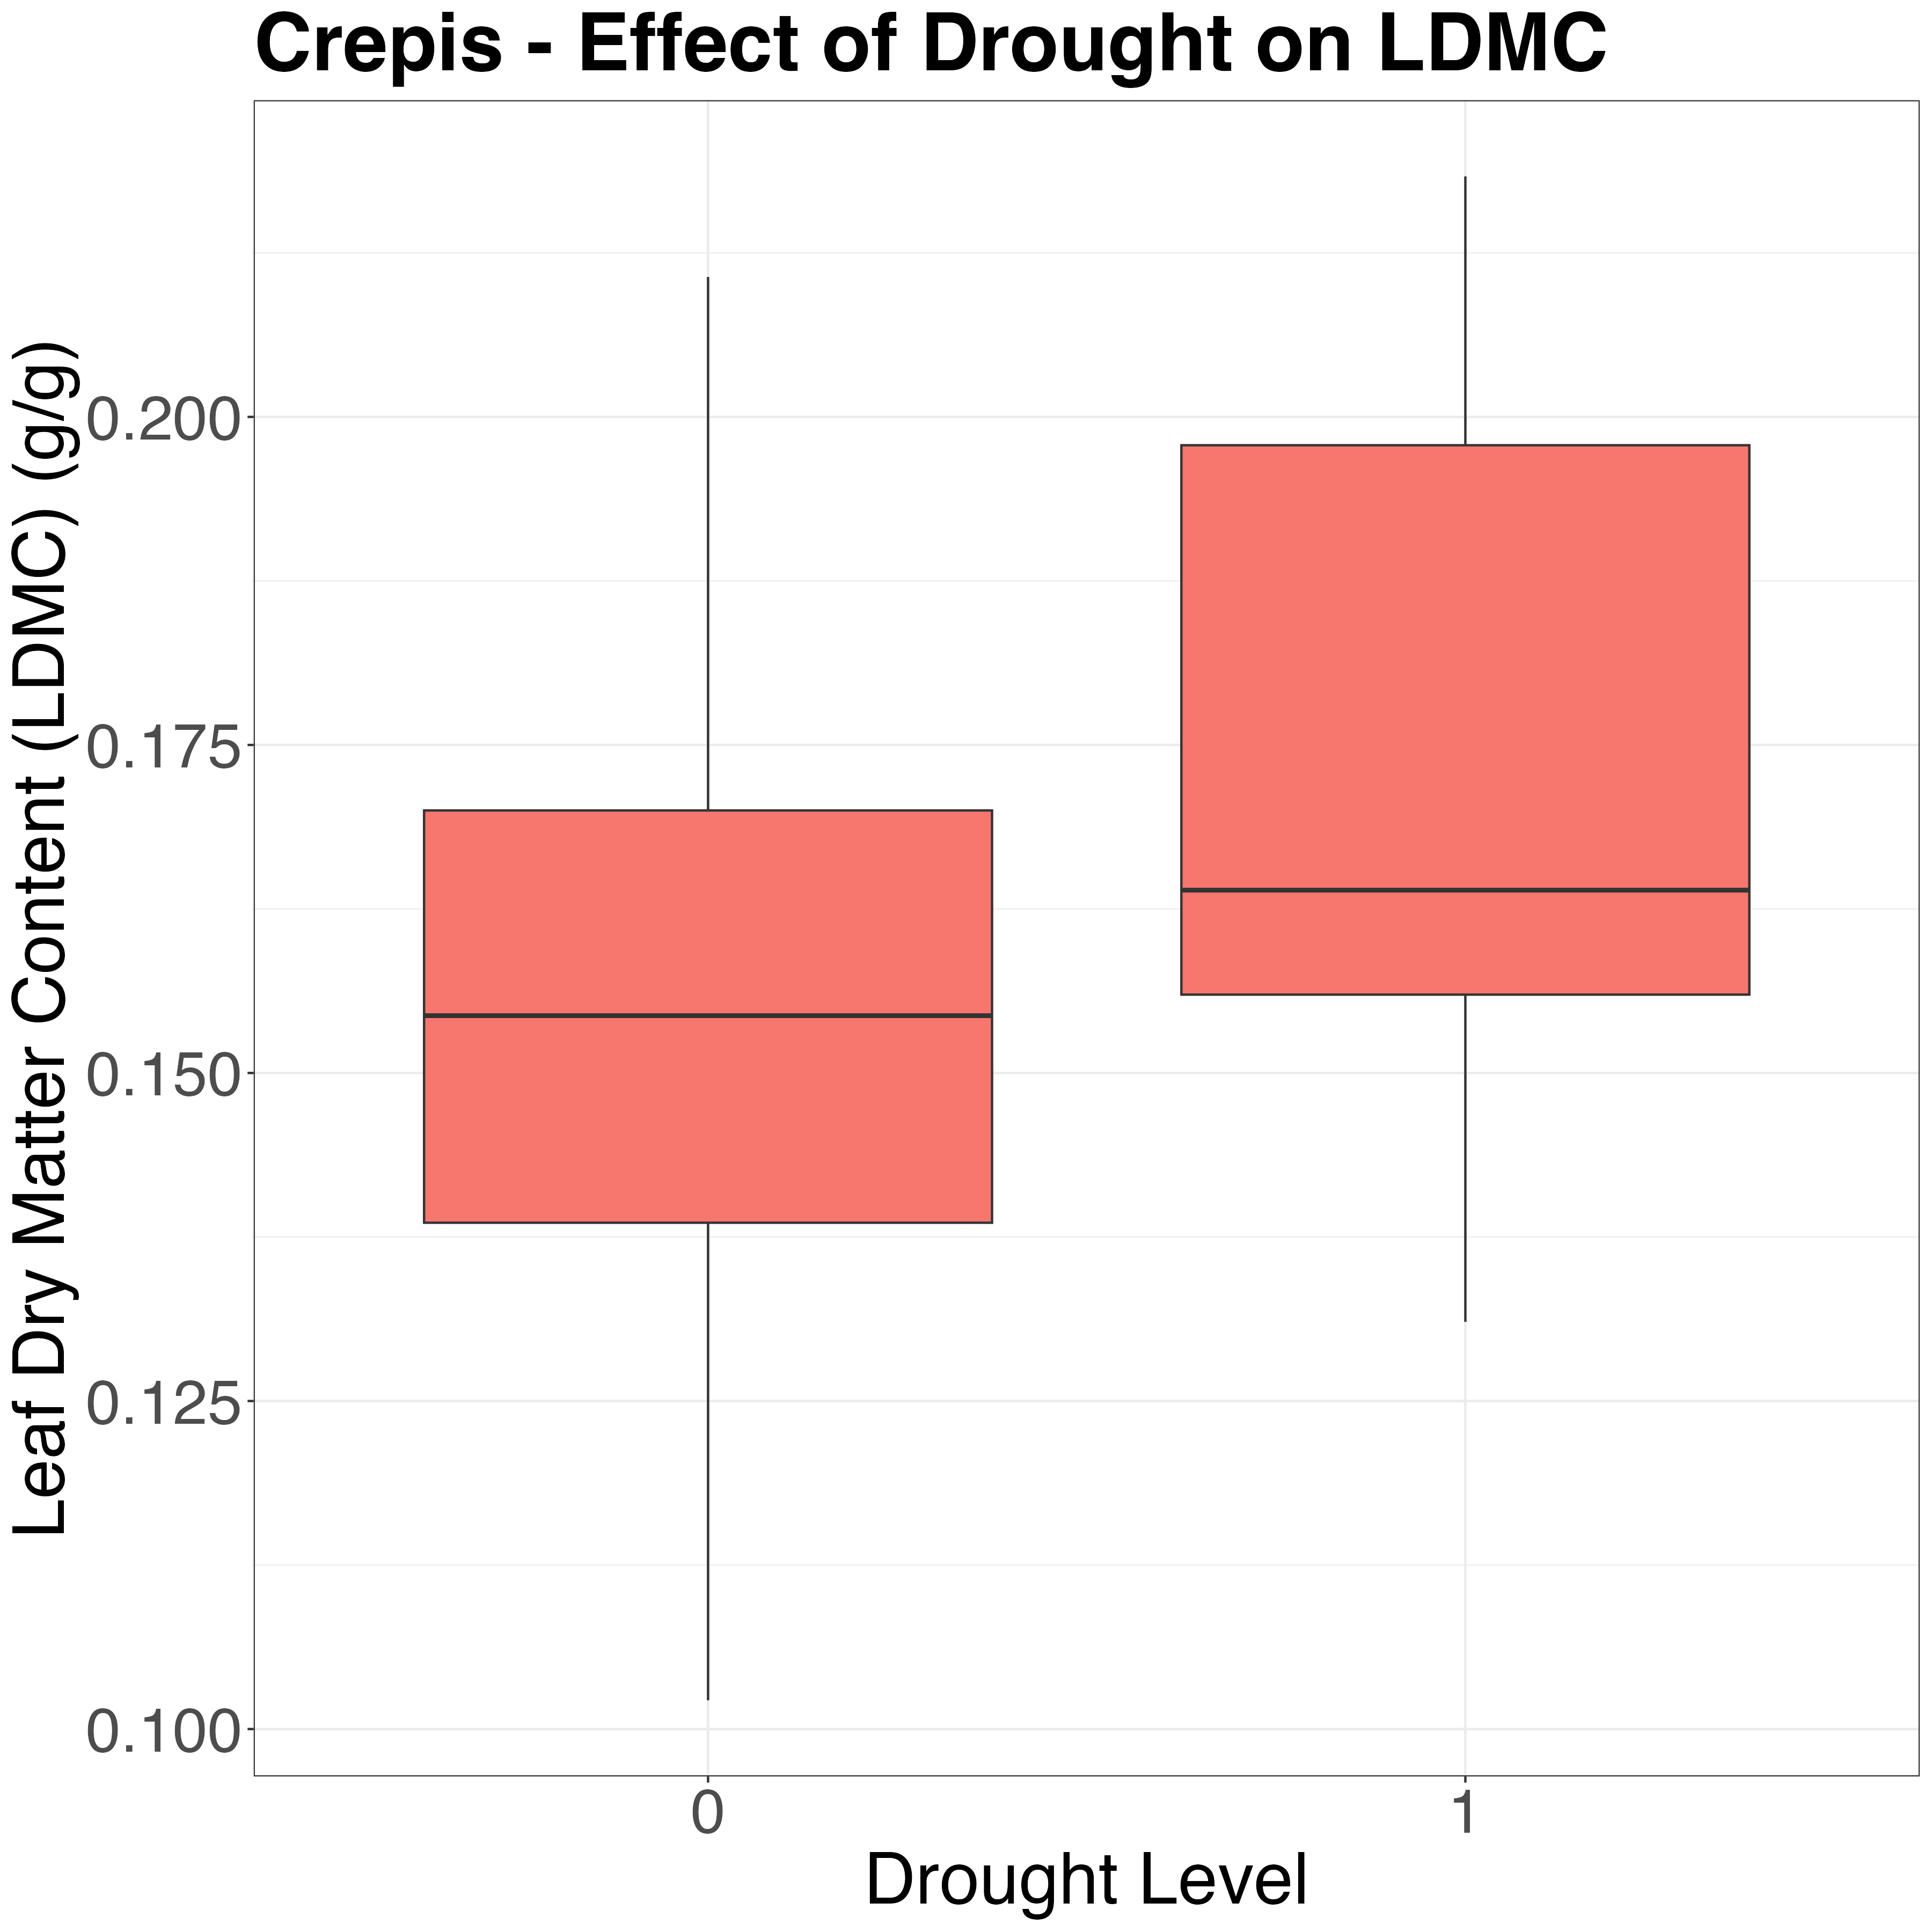 Crepis - Effect of Drought on LDMC
Leaf Dry Matter Content (LDMC) (g/g)
0.200
0.175
0.150
0.125
0.100
0
1
Drought Level